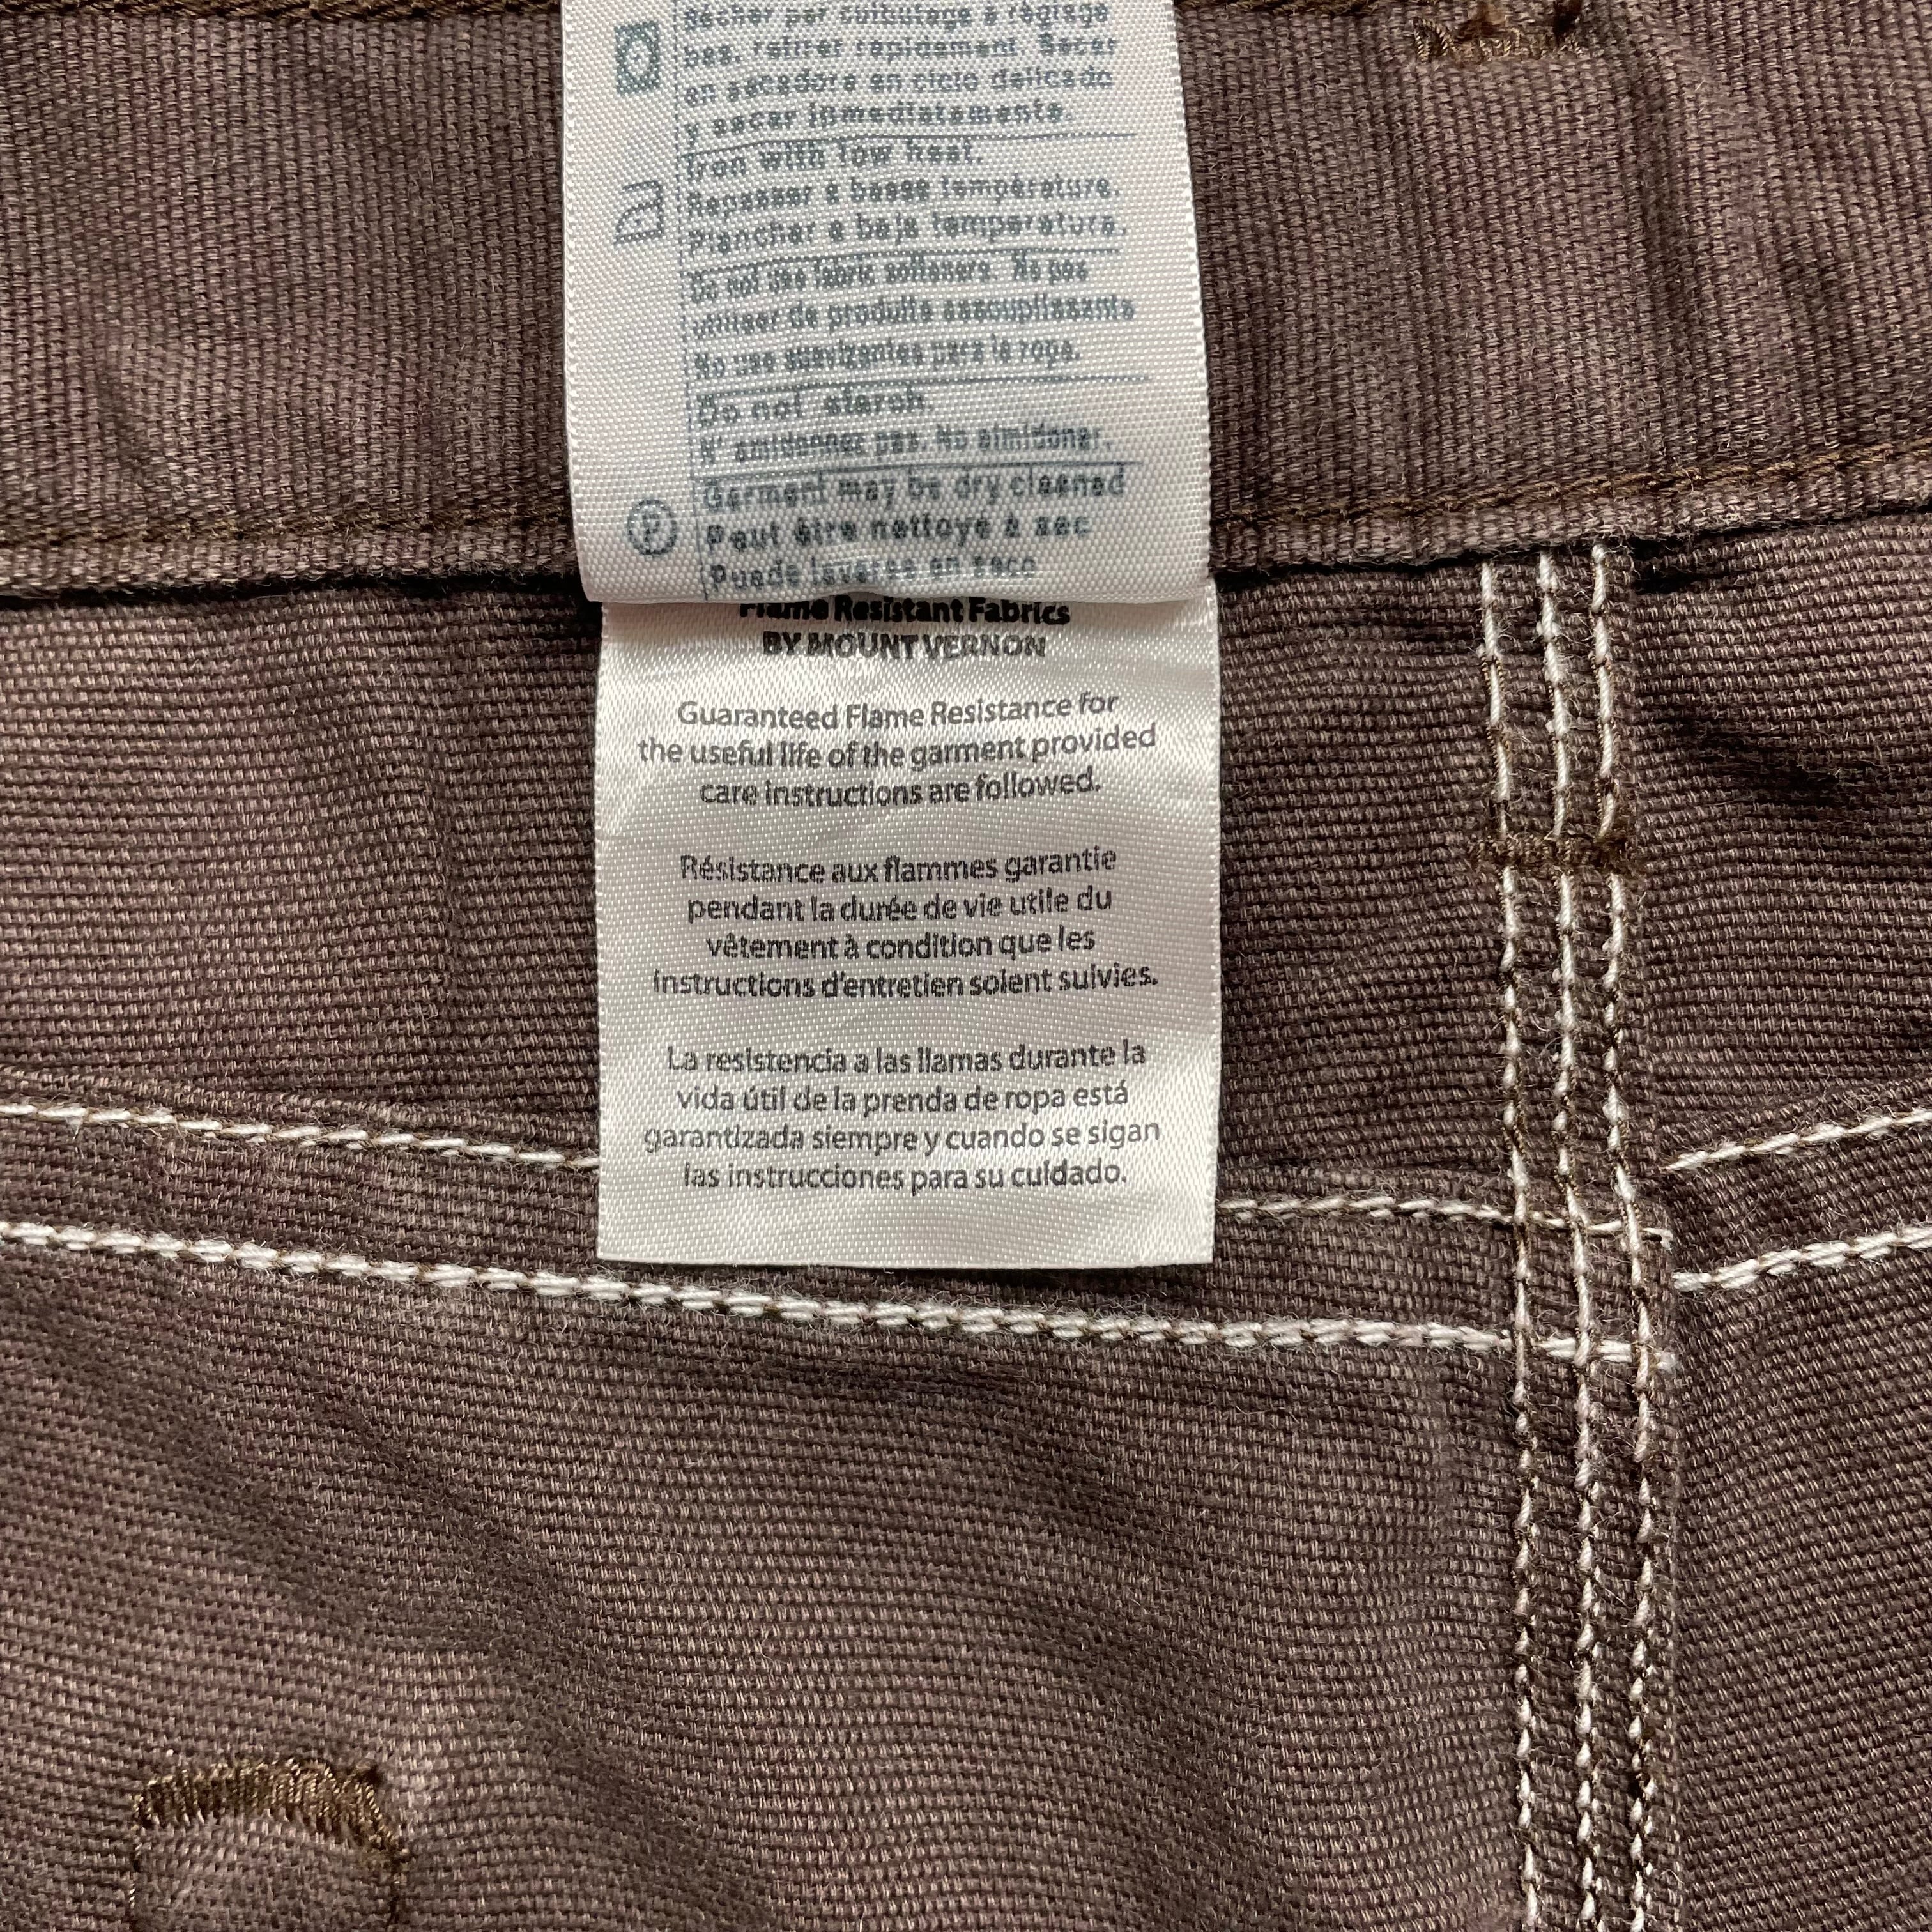 Sécher par culbutage à réglage
bas, retirer rapidement. Secar
en secadora en ciclo delicado
y sacar inmediatamente.
Iron with low heat.
Repasser à basse température.
Planchar a baja temperatura.
Do not use fabric softeners. Ne pas
utiliser de produits assouplissants
No use suavizantes para la ropa.
Do not starch.
N' amidonnez pas. No almidonar.
P
Garment may be dry cleaned
Peut être nettoyé à sec
Puede lavarse en seco
Flame Resistant Fabrics
BY MOUNT VERNON
Guaranteed Flame Resistance for
the useful life of the garment provided
care instructions are followed.
Résistance aux flammes garantie
pendant la durée de vie utile du
vêtement à condition que les
instructions d'entretien soient suivies.
La resistencia a las llamas durante la
vida útil de la prenda de ropa está
garantizada siempre y cuando se sigan
las instrucciones para su cuidado.